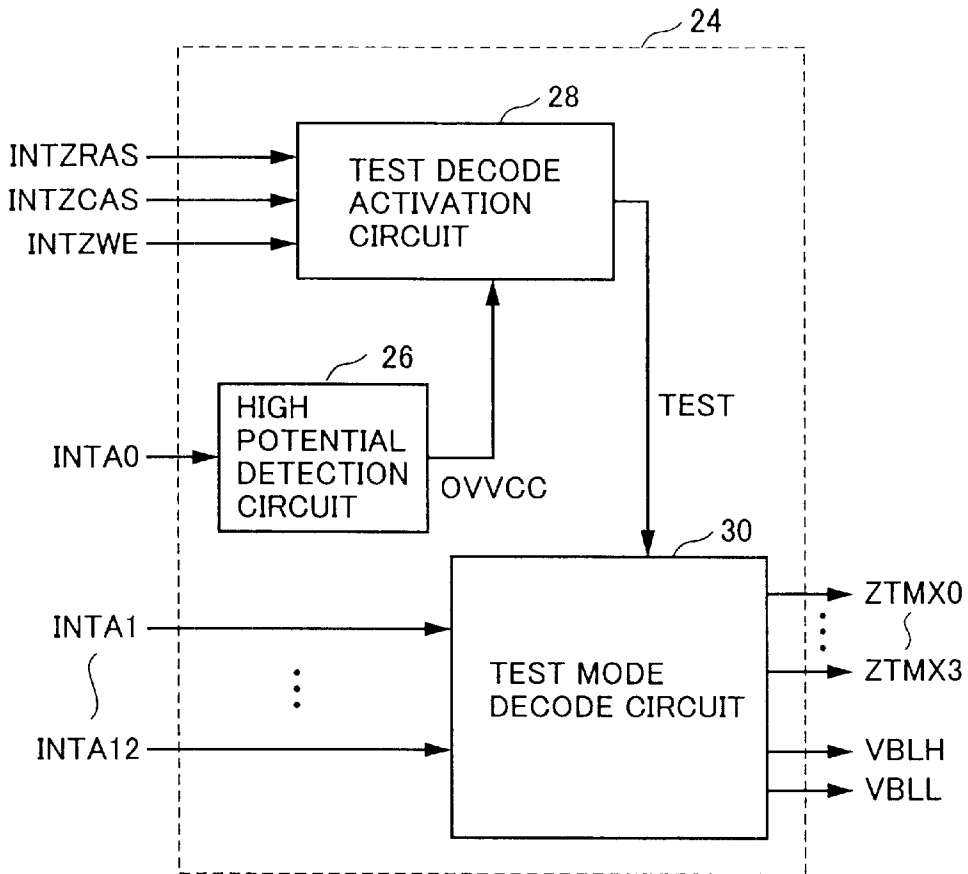 24
28
INTZRAS
INTZCAS
INTZWE
TEST DECODE
ACTIVATION
CIRCUIT
26
HIGH
POTENTIAL
DETECTION
CIRCUIT
INTA0
OVVCC
TEST
30
INTA1
INTA12
TEST MODE
DECODE CIRCUIT
ZTMX0
ZTMX3
VBLH
VBLL